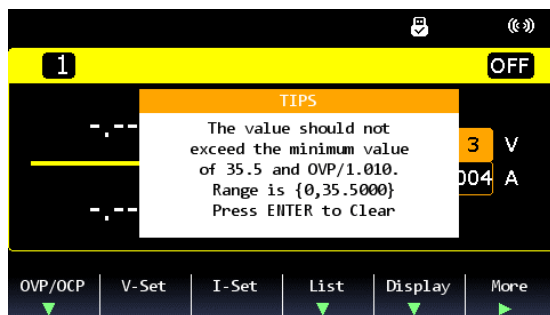 1 OFF
TIPS
The value should not
exceed the minimum value
of 35.5 and OVP/1.010.
Range is {0,35.5000}
Press ENTER to Clear
-.--
3 V
004 A
-.--
OVP/OCP V-Set I-Set List Display More